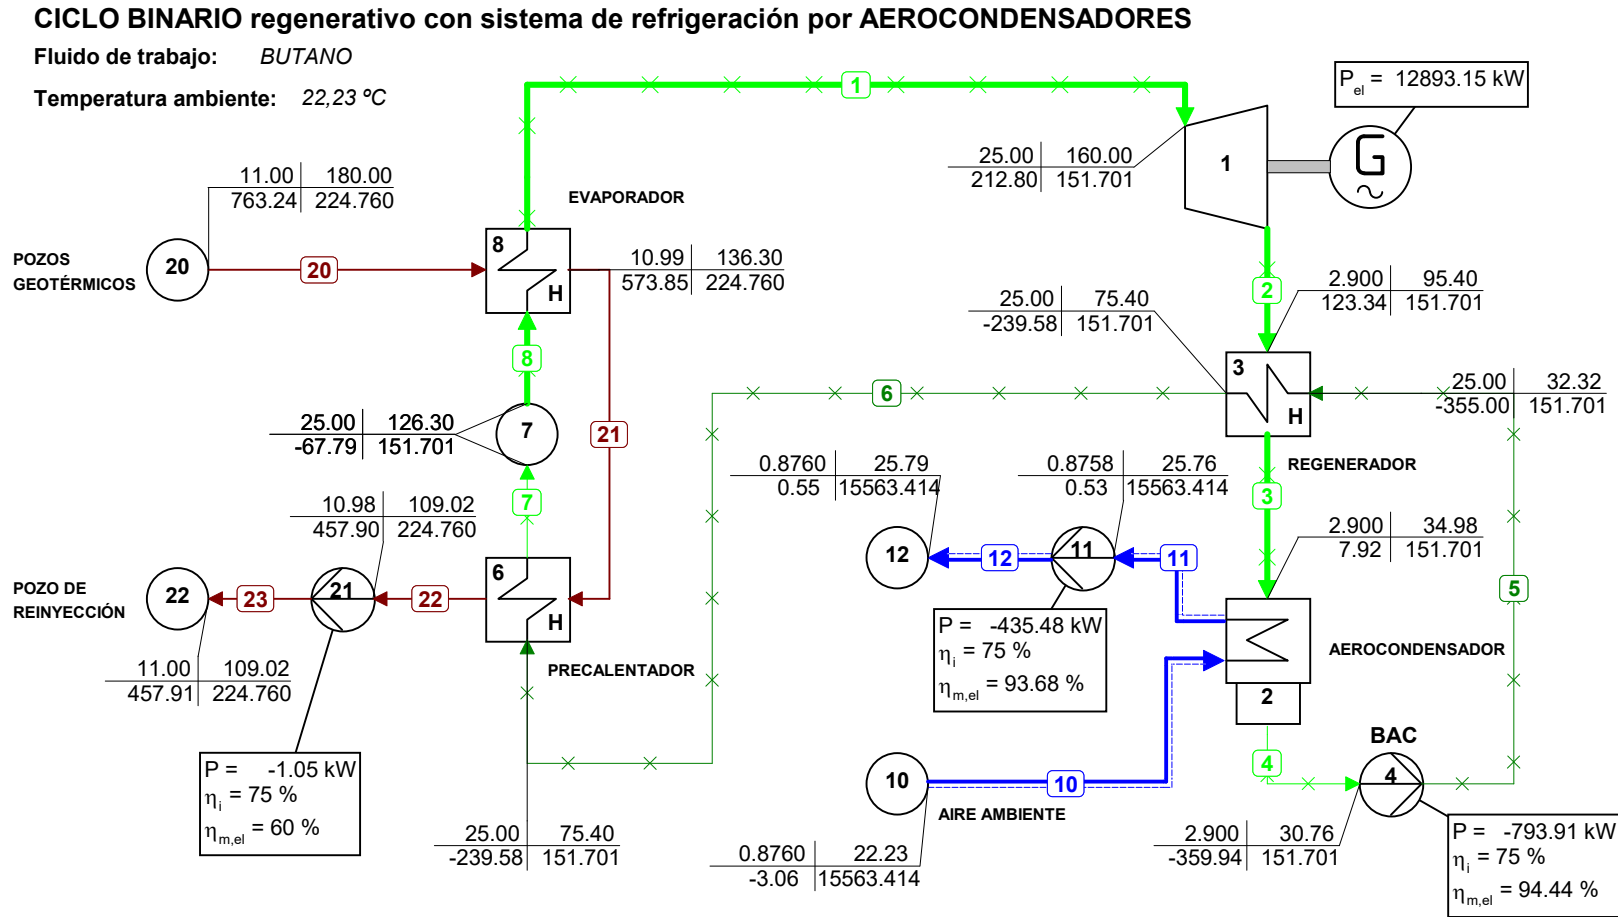 CICLO BINARIO regenerativo con sistema de refrigeración por AEROCONDENSADORES
Fluido de trabajo: BUTANO
Temperatura ambiente: 22,23 ºC
1
P_el = 12893.15 kW
G
1
25.00 160.00
212.80 151.701
11.00 180.00
763.24 224.760
EVAPORADOR
POZOS
GEOTÉRMICOS
20
20
8
H
10.99 136.30
573.85 224.760
2
2.900 95.40
123.34 151.701
25.00 75.40
-239.58 151.701
8
3
H
6
25.00 32.32
-355.00 151.701
25.00 126.30
-67.79 151.701
7
21
REGENERADOR
0.8760 25.79
0.55 15563.414
0.8758 25.76
0.53 15563.414
3
10.98 109.02
457.90 224.760
7
2.900 34.98
7.92 151.701
12
12
11
11
POZO DE
REINYECCIÓN
22
23
21
22
6
H
5
PRECALENTADOR
P = -435.48 kW
η_i = 75 %
η_m,el = 93.68 %
AEROCONDENSADOR
2
11.00 109.02
457.91 224.760
BAC
4
4
10
10
AIRE AMBIENTE
P = -1.05 kW
η_i = 75 %
η_m,el = 60 %
25.00 75.40
-239.58 151.701
0.8760 22.23
-3.06 15563.414
2.900 30.76
-359.94 151.701
P = -793.91 kW
η_i = 75 %
η_m,el = 94.44 %